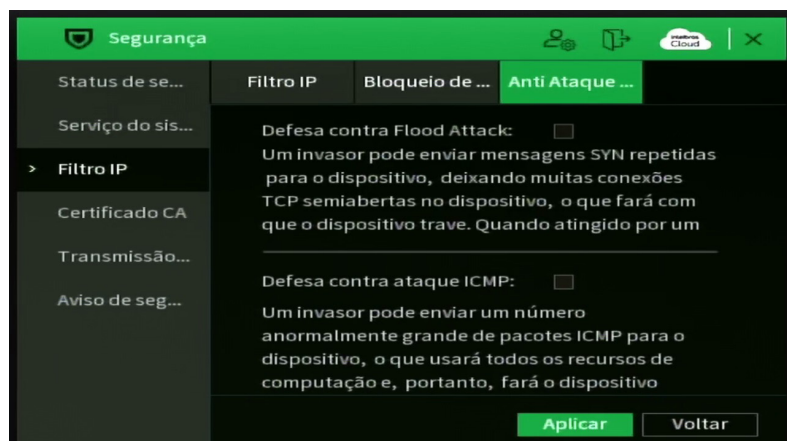 Segurança
intelbras
Cloud
Status de se...
Serviço do sis...
Filtro IP
Certificado CA
Transmissão...
Aviso de seg...
Filtro IP
Bloqueio de ...
Anti Ataque ...
Defesa contra Flood Attack:
Um invasor pode enviar mensagens SYN repetidas
para o dispositivo, deixando muitas conexões
TCP semiabertas no dispositivo, o que fará com
que o dispositivo trave. Quando atingido por um
Defesa contra ataque ICMP:
Um invasor pode enviar um número
anormalmente grande de pacotes ICMP para o
dispositivo, o que usará todos os recursos de
computação e, portanto, fará o dispositivo
Aplicar
Voltar